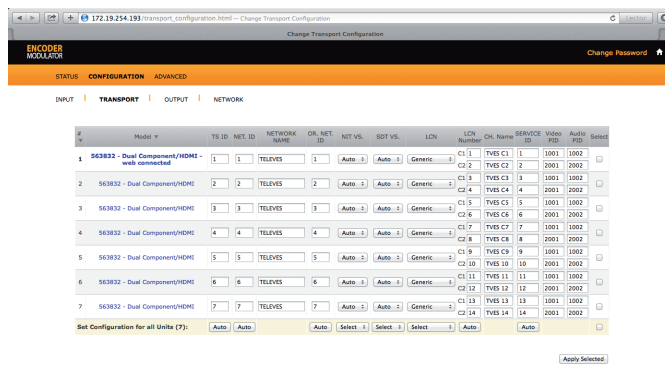 172.19.254.193/transport_configuration.html — Change Transport Configuration
Lector
Change Transport Configuration
ENCODER
MODULATOR
Change Password
STATUS CONFIGURATION ADVANCED
INPUT TRANSPORT OUTPUT NETWORK
# Model TS ID NET. ID NETWORK NAME OR. NET. ID NIT VS. SDT VS. LCN LCN Number CH. Name SERVICE ID Video PID Audio PID Select
1 563832 - Dual Component/HDMI - web connected 1 1 TELEVES 1 Auto Auto Generic C1 1 TVES C1 1 1001 1002
C2 2 TVES C2 2 2001 2002
2 563832 - Dual Component/HDMI 2 2 TELEVES 2 Auto Auto Generic C1 3 TVES C3 3 1001 1002
C2 4 TVES C4 4 2001 2002
3 563832 - Dual Component/HDMI 3 3 TELEVES 3 Auto Auto Generic C1 5 TVES C5 5 1001 1002
C2 6 TVES C6 6 2001 2002
4 563832 - Dual Component/HDMI 4 4 TELEVES 4 Auto Auto Generic C1 7 TVES C7 7 1001 1002
C2 8 TVES C8 8 2001 2002
5 563832 - Dual Component/HDMI 5 5 TELEVES 5 Auto Auto Generic C1 9 TVES C9 9 1001 1002
C2 10 TVES 10 10 2001 2002
6 563832 - Dual Component/HDMI 6 6 TELEVES 6 Auto Auto Generic C1 11 TVES 11 11 1001 1002
C2 12 TVES 12 12 2001 2002
7 563832 - Dual Component/HDMI 7 7 TELEVES 7 Auto Auto Generic C1 13 TVES 13 13 1001 1002
C2 14 TVES 14 14 2001 2002
Set Configuration for all Units (7): Auto Auto Auto Select Select Select Auto Auto
Apply Selected